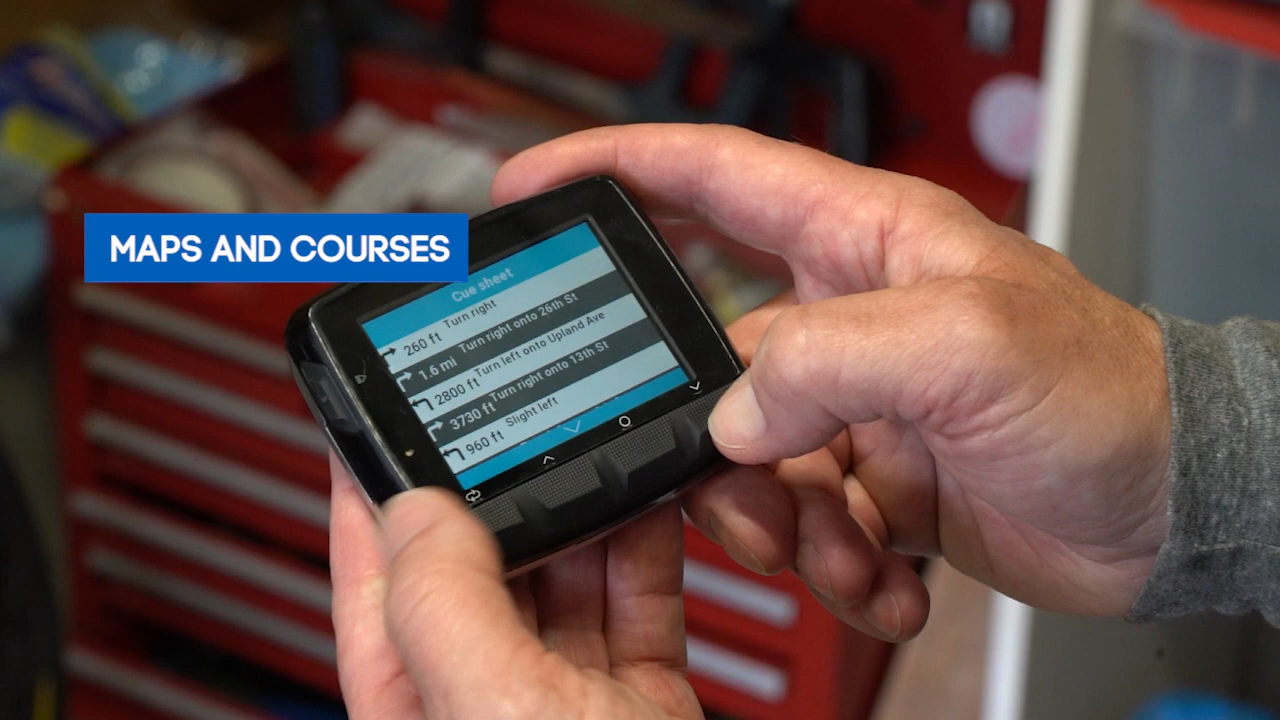 MAPS AND COURSES
Cue sheet
260 ft Turn right
1.6 mi Turn right onto 26th St
2800 ft Turn left onto Upland Ave
3730 ft Turn right onto 13th St
960 ft Slight left